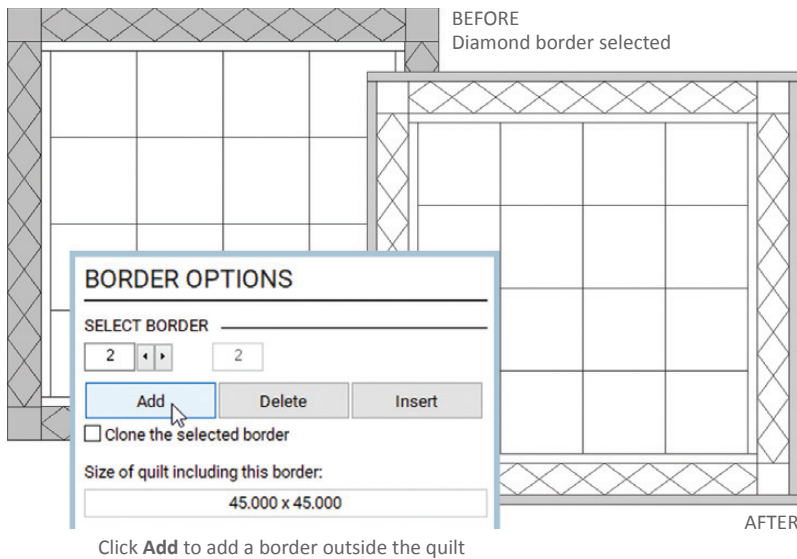 BEFORE
Diamond border selected
BORDER OPTIONS
SELECT BORDER
2 2
Add Delete Insert
Clone the selected border
Size of quilt including this border:
45.000 x 45.000
AFTER
Click Add to add a border outside the quilt